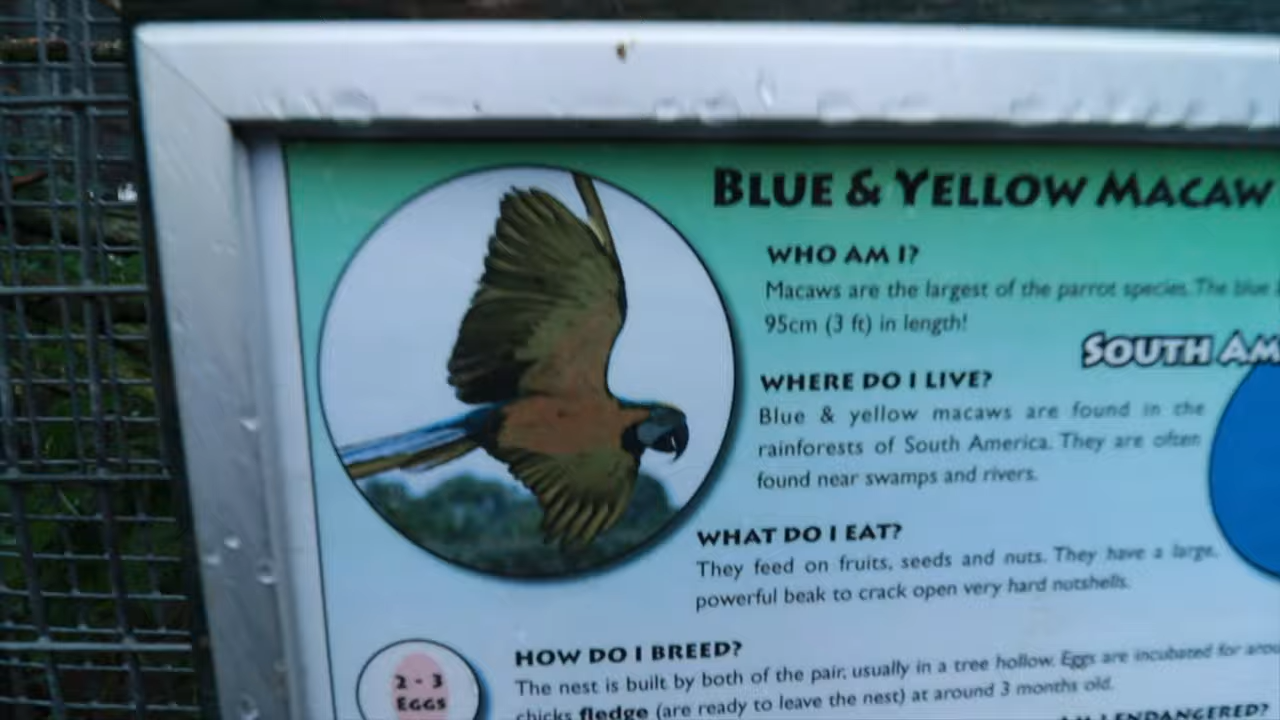 BLUE & YELLOW MACAW
WHO AM I?
Macaws are the largest of the parrot species. The blue
95cm (3 ft) in length!
SOUTH AM
WHERE DO I LIVE?
Blue & yellow macaws are found in the
rainforests of South America. They are often
found near swamps and rivers.
WHAT DO I EAT?
They feed on fruits, seeds and nuts. They have a large,
powerful beak to crack open very hard nutshells.
HOW DO I BREED?
The nest is built by both of the pair, usually in a tree hollow. Eggs are incubated for arou
chicks fledge (are ready to leave the nest) at around 3 months old.
2 - 3
EGGS
I ENDANGERED?